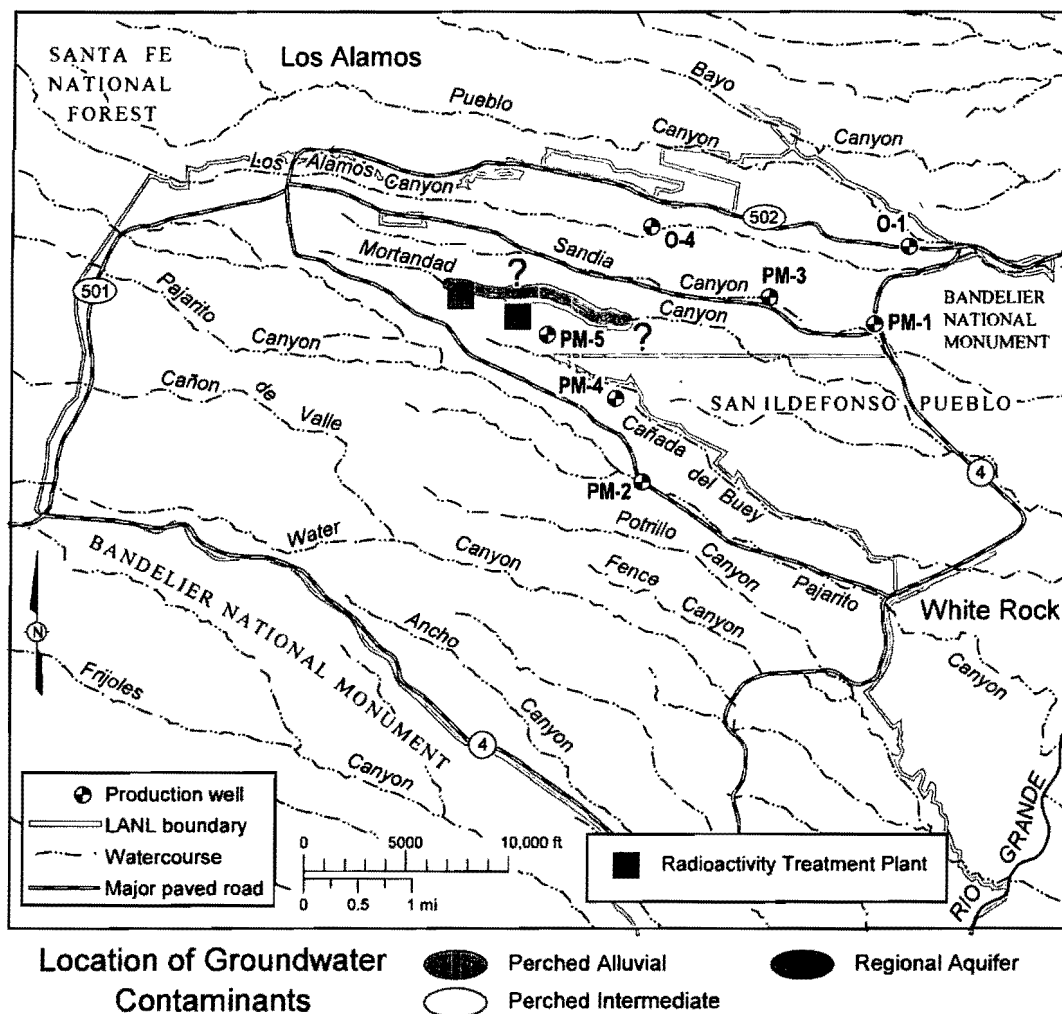 SANTA FE
NATIONAL
FOREST
Los Alamos
Bayo
Pueblo
Canyon
Canyon
Los Alamos
Canyon
502
O-1
O-4
Mortandad
Sandia
?
PM-3
Canyon
501
Pajarito
Canyon
PM-1
BANDELIER
NATIONAL
MONUMENT
?
PM-5
Canyon
Cañon de Valle
PM-4
SAN ILDEFONSO PUEBLO
Cañada del Buey
4
PM-2
Water
Canyon
Potrillo
Canyon
Pajarito
Fence
Canyon
White Rock
Canyon
BANDELIER NATIONAL MONUMENT
N
Ancho
Canyon
Frijoles
Canyon
4
RIO GRANDE
Production well
LANL boundary
Watercourse
Major paved road
0 5000 10,000 ft
0 0.5 1 mi
Radioactivity Treatment Plant
Location of Groundwater
Contaminants
Perched Alluvial
Regional Aquifer
Perched Intermediate